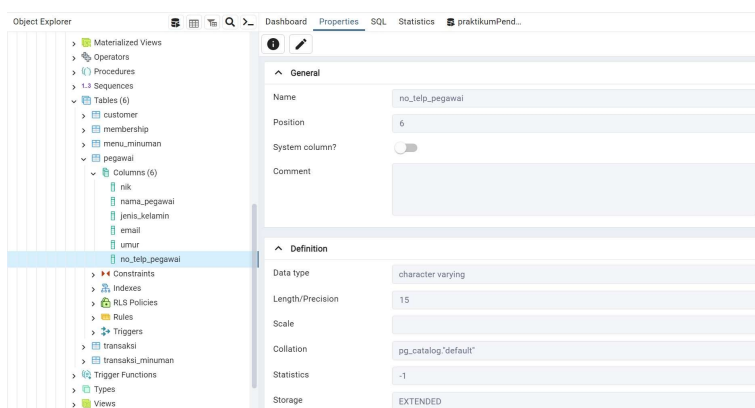 Object Explorer
Materialized Views
Operators
Procedures
1..3 Sequences
Tables (6)
customer
membership
menu_minuman
pegawai
Columns (6)
nik
nama_pegawai
jenis_kelamin
email
umur
no_telp_pegawai
Constraints
Indexes
RLS Policies
Rules
Triggers
transaksi
transaksi_minuman
Trigger Functions
Types
Views
Dashboard Properties SQL Statistics praktikumPend...
General
Name no_telp_pegawai
Position 6
System column?
Comment
Definition
Data type character varying
Length/Precision 15
Scale
Collation pg_catalog."default"
Statistics -1
Storage EXTENDED